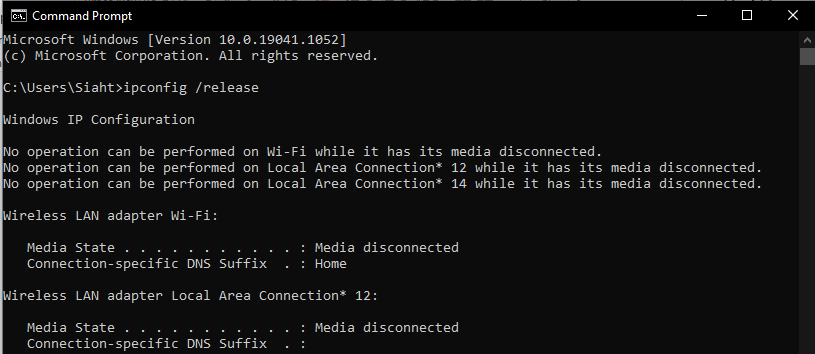 Command Prompt
Microsoft Windows [Version 10.0.19041.1052]
(c) Microsoft Corporation. All rights reserved.
C:\Users\Siaht>ipconfig /release
Windows IP Configuration
No operation can be performed on Wi-Fi while it has its media disconnected.
No operation can be performed on Local Area Connection* 12 while it has its media disconnected.
No operation can be performed on Local Area Connection* 14 while it has its media disconnected.
Wireless LAN adapter Wi-Fi:
Media State . . . . . . . . . . . : Media disconnected
Connection-specific DNS Suffix  . : Home
Wireless LAN adapter Local Area Connection* 12:
Media State . . . . . . . . . . . : Media disconnected
Connection-specific DNS Suffix  . :